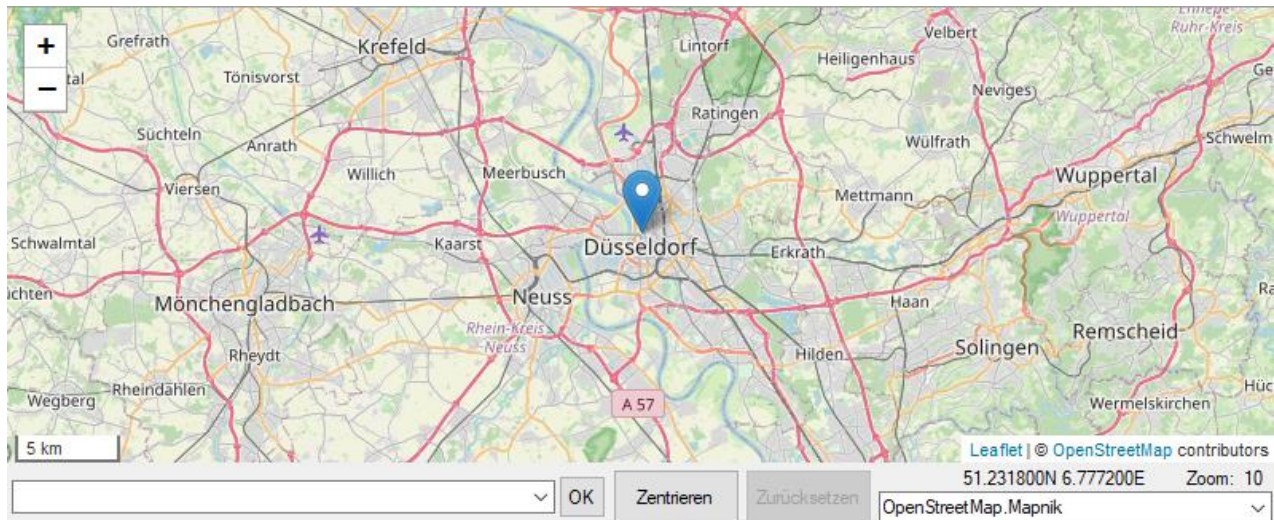 +
−
Grefrath
Krefeld
Lintorf
Velbert
Ruhr-Kreis
Heiligenhaus
Tönisvorst
Neviges
Süchteln
Anrath
Ratingen
Wülfrath
Schwelm
Viersen
Willich
Meerbusch
Mettmann
Wuppertal
Wuppertal
Schwalmtal
Kaarst
Düsseldorf
Erkrath
Mönchengladbach
Neuss
Haan
Rhein-Kreis
Neuss
Remscheid
Rheydt
Hilden
Solingen
Wegberg
Rheindahlen
A 57
Wermelskirchen
5 km
Leaflet | © OpenStreetMap contributors
51.231800N 6.777200E Zoom: 10
OK Zentrieren Zurücksetzen
OpenStreetMap.Mapnik